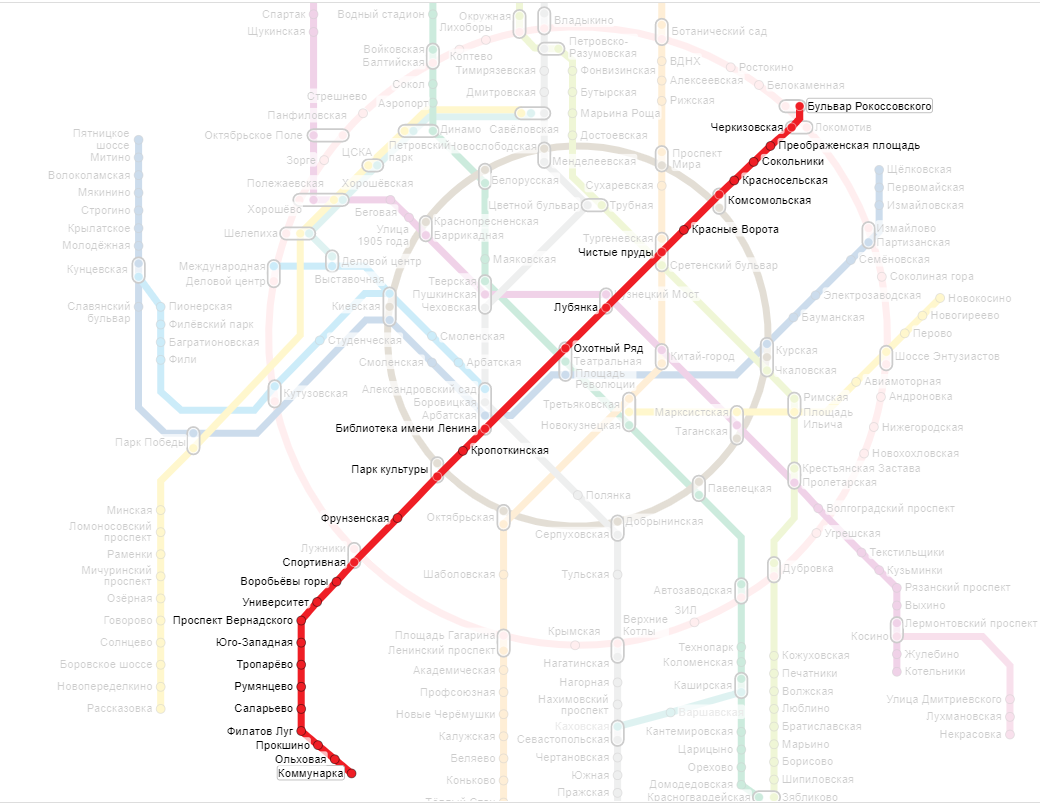 Спартак
Щукинская
Водный стадион
Окружная
Лихоборы
Владыкино
Ботанический сад
Войковская
Балтийская
Коптево
Петровско-
Разумовская
ВДНХ
Ростокино
Тимирязевская
Фонвизинская
Алексеевская
Белокаменная
Сокол
Дмитровская
Бутырская
Рижская
Стрешнево
Аэропорт
Бульвар Рокоссовского
Панфиловская
Марьина Роща
Черкизовская
Локомотив
Октябрьское Поле
Динамо
Савёловская
Достоевская
Пятницкое
шоссе
Митино
Петровский
парк
Новослободская
Преображенская площадь
ЦСКА
Зорге
Менделеевская
Проспект
Мира
Сокольники
Волоколамская
Щёлковская
Полежаевская
Хорошёвская
Белорусская
Сухаревская
Красносельская
Первомайская
Мякинино
Хорошёво
Беговая
Цветной бульвар
Трубная
Комсомольская
Измайловская
Строгино
Крылатское
Улица
1905 года
Краснопресненская
Баррикадная
Красные Ворота
Измайлово
Партизанская
Шелепиха
Тургеневская
Чистые пруды
Молодёжная
Деловой центр
Маяковская
Сретенский бульвар
Семёновская
Кунцевская
Международная
Деловой центр
Выставочная
Тверская
Пушкинская
Чеховская
Соколиная гора
Славянский
бульвар
Пионерская
Киевская
Кузнецкий Мост
Лубянка
Электрозаводская
Новокосино
Филёвский парк
Новогиреево
Бауманская
Багратионовская
Студенческая
Смоленская
Охотный Ряд
Перово
Фили
Смоленская
Арбатская
Театральная
Площадь
Революции
Китай-город
Курская
Чкаловская
Шоссе Энтузиастов
Кутузовская
Александровский сад
Боровицкая
Арбатская
Третьяковская
Новокузнецкая
Марксистская
Таганская
Римская
Площадь
Ильича
Авиамоторная
Андроновка
Библиотека имени Ленина
Нижегородская
Парк Победы
Кропоткинская
Новохохловская
Парк культуры
Крестьянская Застава
Пролетарская
Павелецкая
Полянка
Минская
Фрунзенская
Октябрьская
Добрынинская
Серпуховская
Волгоградский проспект
Ломоносовский
проспект
Угрешская
Раменки
Лужники
Спортивная
Текстильщики
Мичуринский
проспект
Воробьёвы горы
Шаболовская
Тульская
Дубровка
Кузьминки
Озёрная
Университет
Автозаводская
Рязанский проспект
Говорово
Проспект Вернадского
Крымская
Верхние
Котлы
ЗИЛ
Выхино
Солнцево
Юго-Западная
Площадь Гагарина
Ленинский проспект
Косино
Лермонтовский проспект
Боровское шоссе
Тропарёво
Академическая
Нагатинская
Технопарк
Коломенская
Кожуховская
Жулебино
Новопеределкино
Румянцево
Профсоюзная
Нагорная
Каширская
Печатники
Котельники
Рассказовка
Саларьево
Новые Черёмушки
Нахимовский
проспект
Варшавская
Волжская
Улица Дмитриевского
Филатов Луг
Калужская
Каховская
Севастопольская
Кантемировская
Люблино
Лухмановская
Прокшино
Братиславская
Некрасовка
Ольховая
Беляево
Чертановская
Царицыно
Марьино
Коммунарка
Коньково
Южная
Орехово
Борисово
Пражская
Домодедовская
Шипиловская
Тёплый Стан
Красногвардейская
Зябликово